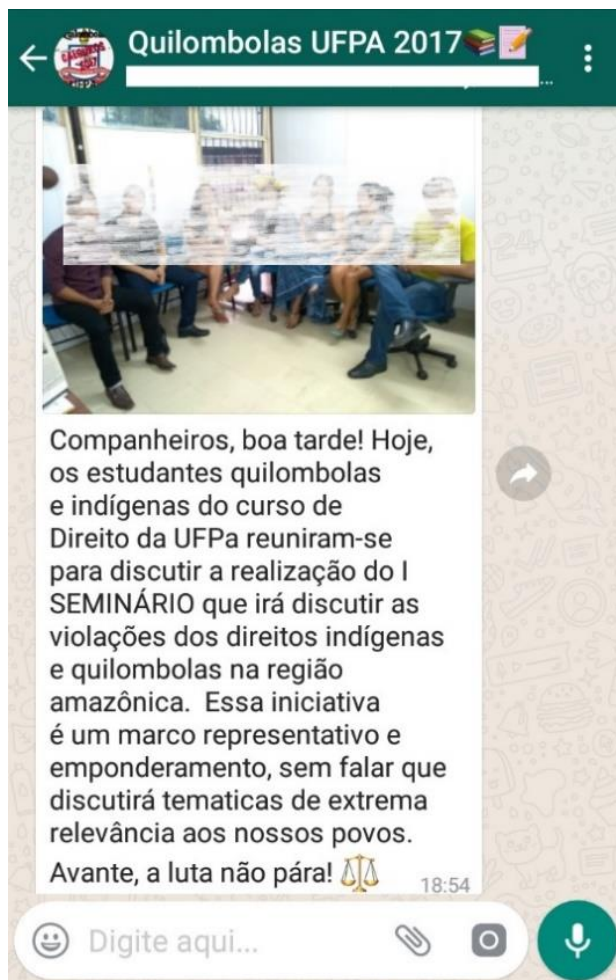 Quilombolas UFPA 2017
Companheiros, boa tarde! Hoje,
os estudantes quilombolas
e indígenas do curso de
Direito da UFPa reuniram-se
para discutir a realização do I
SEMINÁRIO que irá discutir as
violações dos direitos indígenas
e quilombolas na região
amazônica. Essa iniciativa
é um marco representativo e
emponderamento, sem falar que
discutirá tematicas de extrema
relevância aos nossos povos.
Avante, a luta não pára!
18:54
Digite aqui...